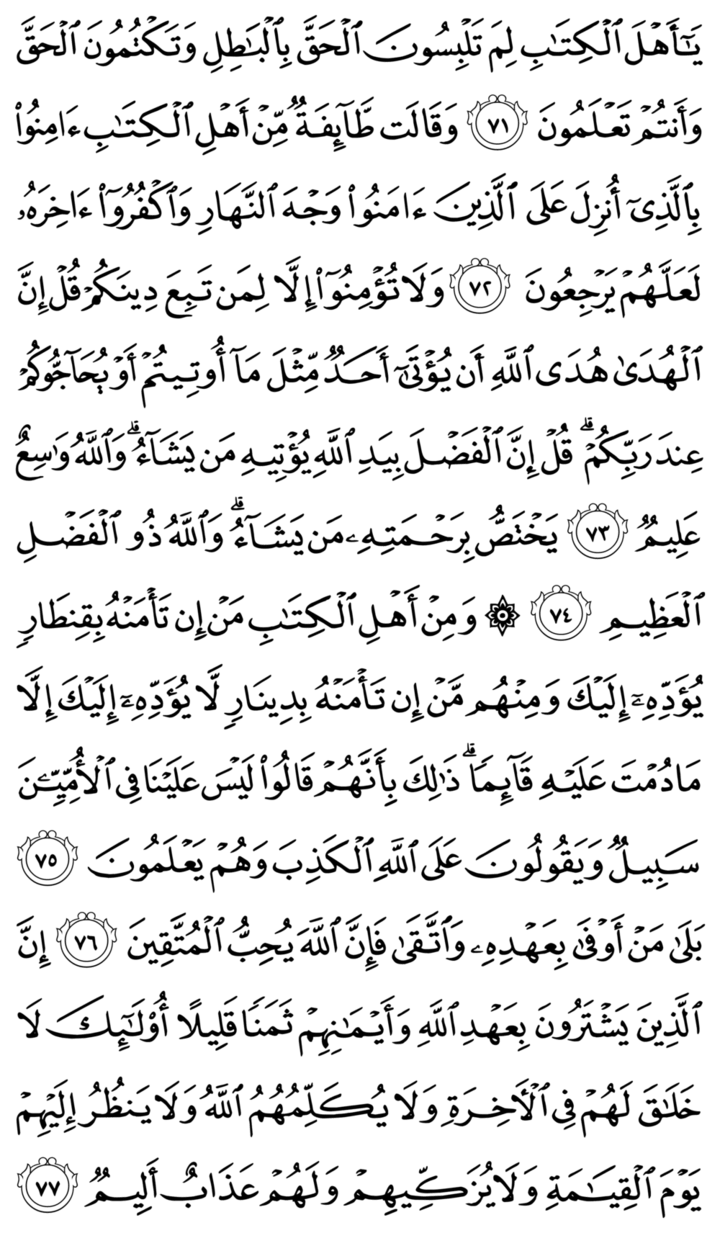 يَـٰٓأَهۡلَ ٱلۡكِتَـٰبِ لِمَ تَلۡبِسُونَ ٱلۡحَقَّ بِٱلۡبَـٰطِلِ وَتَكۡتُمُونَ ٱلۡحَقَّ
وَأَنتُمۡ تَعۡلَمُونَ ٧١ وَقَالَت طَّآئِفَةٌ مِّنۡ أَهۡلِ ٱلۡكِتَـٰبِ ءَامِنُواْ
بِٱلَّذِيٓ أُنزِلَ عَلَى ٱلَّذِينَ ءَامَنُواْ وَجۡهَ ٱلنَّهَارِ وَٱكۡفُرُوٓاْ ءَاخِرَهُۥ
لَعَلَّهُمۡ يَرۡجِعُونَ ٧٢ وَلَا تُؤۡمِنُوٓاْ إِلَّا لِمَن تَبِعَ دِينَكُمۡ قُلۡ إِنَّ
ٱلۡهُدَىٰ هُدَى ٱللَّهِ أَن يُؤۡتَىٰٓ أَحَدٌ مِّثۡلَ مَآ أُوتِيتُمۡ أَوۡ يُحَآجُّوكُمۡ
عِندَ رَبِّكُمۡۗ قُلۡ إِنَّ ٱلۡفَضۡلَ بِيَدِ ٱللَّهِ يُؤۡتِيهِ مَن يَشَآءُۗ وَٱللَّهُ وَٰسِعٌ
عَلِيمٌ ٧٣ يَخۡتَصُّ بِرَحۡمَتِهِۦ مَن يَشَآءُۗ وَٱللَّهُ ذُو ٱلۡفَضۡلِ
ٱلۡعَظِيمِ ٧٤ ۞ وَمِنۡ أَهۡلِ ٱلۡكِتَـٰبِ مَنۡ إِن تَأۡمَنۡهُ بِقِنطَارٍ
يُؤَدِّهِۦٓ إِلَيۡكَ وَمِنۡهُم مَّنۡ إِن تَأۡمَنۡهُ بِدِينَارٍ لَّا يُؤَدِّهِۦٓ إِلَيۡكَ إِلَّا
مَا دُمۡتَ عَلَيۡهِ قَآئِمًاۗ ذَٰلِكَ بِأَنَّهُمۡ قَالُواْ لَيۡسَ عَلَيۡنَا فِي ٱلۡأُمِّيِّـۧنَ
سَبِيلٌ وَيَقُولُونَ عَلَى ٱللَّهِ ٱلۡكَذِبَ وَهُمۡ يَعۡلَمُونَ ٧٥
بَلَىٰ مَنۡ أَوۡفَىٰ بِعَهۡدِهِۦ وَٱتَّقَىٰ فَإِنَّ ٱللَّهَ يُحِبُّ ٱلۡمُتَّقِينَ ٧٦ إِنَّ
ٱلَّذِينَ يَشۡتَرُونَ بِعَهۡدِ ٱللَّهِ وَأَيۡمَـٰنِهِمۡ ثَمَنًا قَلِيلًا أُوْلَـٰٓئِكَ لَا
خَلَـٰقَ لَهُمۡ فِي ٱلۡأٓخِرَةِ وَلَا يُكَلِّمُهُمُ ٱللَّهُ وَلَا يَنظُرُ إِلَيۡهِمۡ
يَوۡمَ ٱلۡقِيَـٰمَةِ وَلَا يُزَكِّيهِمۡ وَلَهُمۡ عَذَابٌ أَلِيمٌ ٧٧